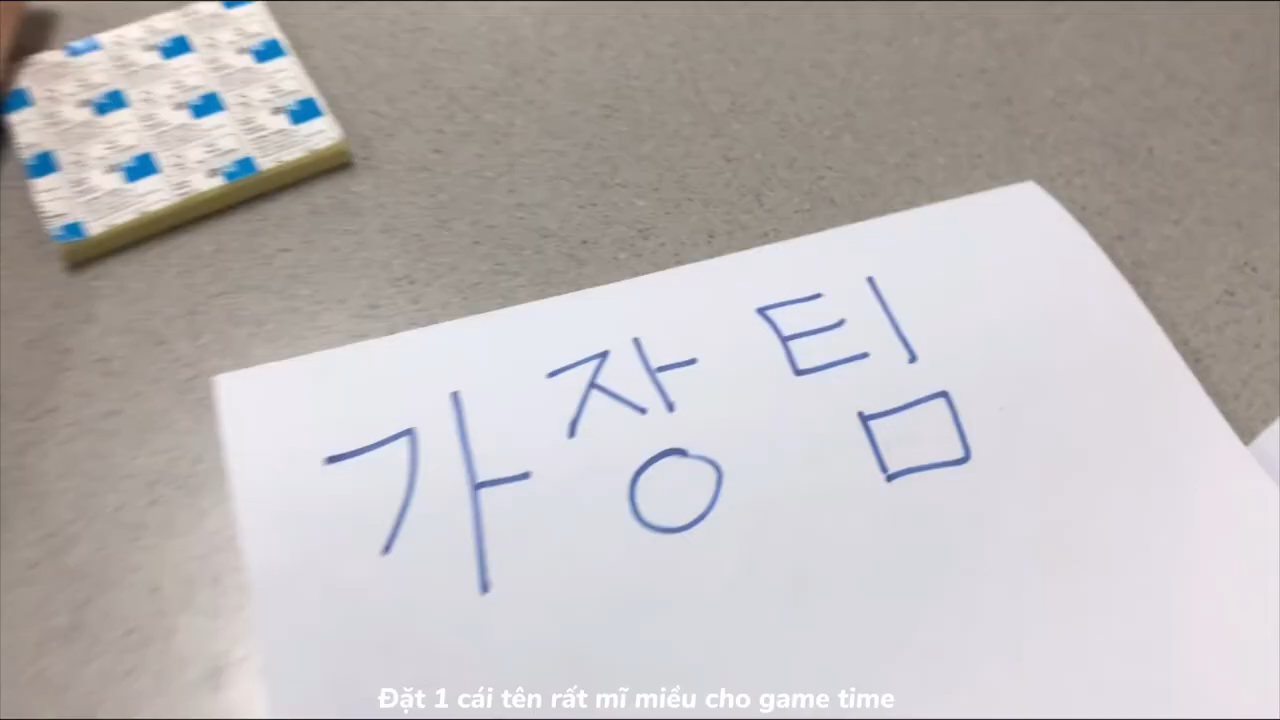 가장 팀
Đặt 1 cái tên rất mĩ miều cho game time